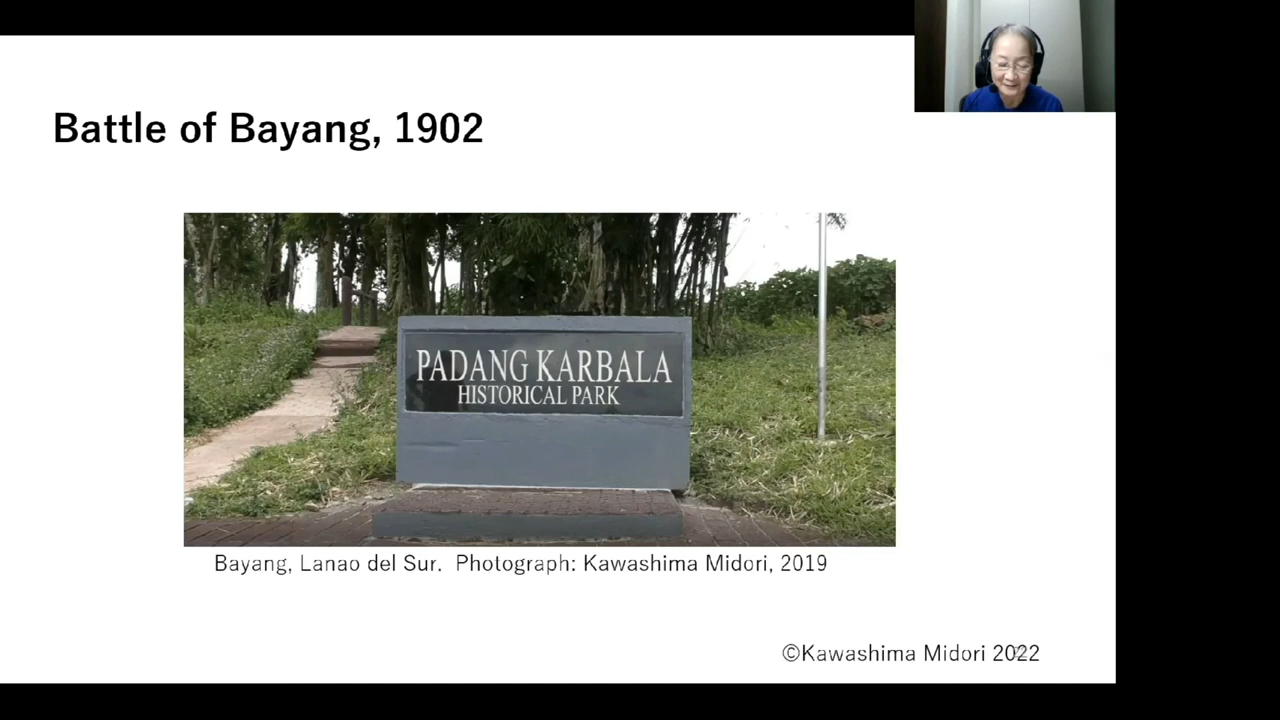 Battle of Bayang, 1902
PADANG KARBALA
HISTORICAL PARK
Bayang, Lanao del Sur. Photograph: Kawashima Midori, 2019
©Kawashima Midori 2022